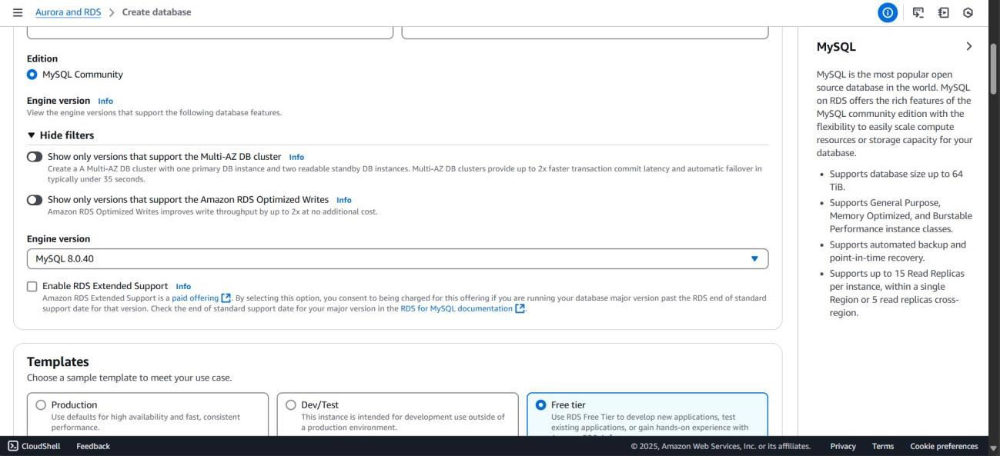 Aurora and RDS > Create database
Edition
MySQL Community
Engine version Info
View the engine versions that support the following database features.
Hide filters
Show only versions that support the Multi-AZ DB cluster Info
Create a A Multi-AZ DB cluster with one primary DB instance and two readable standby DB instances. Multi-AZ DB clusters provide up to 2x faster transaction commit latency and automatic failover in
typically under 35 seconds.
Show only versions that support the Amazon RDS Optimized Writes Info
Amazon RDS Optimized Writes improves write throughput by up to 2x at no additional cost.
Engine version
MySQL 8.0.40
Enable RDS Extended Support Info
Amazon RDS Extended Support is a paid offering. By selecting this option, you consent to being charged for this offering if you are running your database major version past the RDS end of standard
support date for that version. Check the end of standard support date for your major version in the RDS for MySQL documentation.
Templates
Choose a sample template to meet your use case.
Production
Use defaults for high availability and fast, consistent
performance.
Dev/Test
This instance is intended for development use outside of
a production environment.
Free tier
Use RDS Free Tier to develop new applications, test
existing applications, or gain hands-on experience with
MySQL
MySQL is the most popular open
source database in the world. MySQL
on RDS offers the rich features of the
MySQL community edition with the
flexibility to easily scale compute
resources or storage capacity for your
database.
• Supports database size up to 64
TiB.
• Supports General Purpose,
Memory Optimized, and Burstable
Performance instance classes.
• Supports automated backup and
point-in-time recovery.
• Supports up to 15 Read Replicas
per instance, within a single
Region or 5 read replicas cross-
region.
CloudShell Feedback © 2025, Amazon Web Services, Inc. or its affiliates. Privacy Terms Cookie preferences